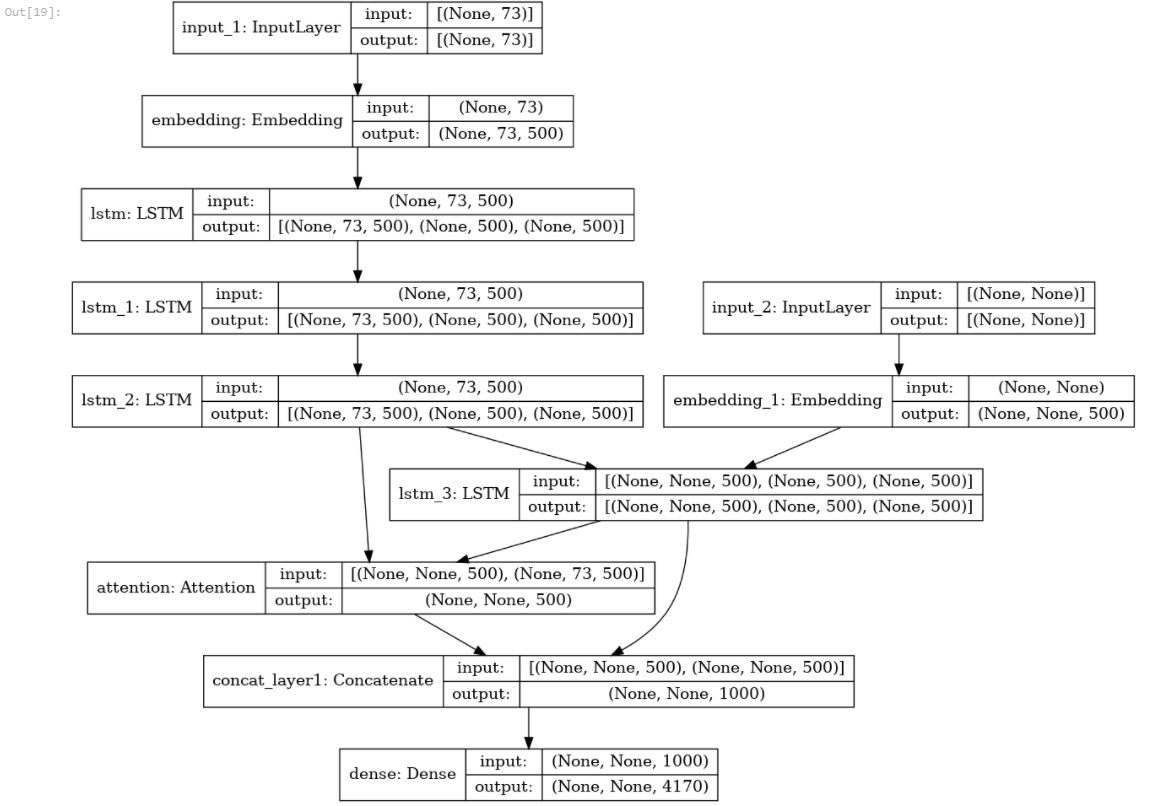 Out[19]:
input_1: InputLayer
input: [(None, 73)]
output: [(None, 73)]
embedding: Embedding
input: (None, 73)
output: (None, 73, 500)
lstm: LSTM
input: (None, 73, 500)
output: [(None, 73, 500), (None, 500), (None, 500)]
lstm_1: LSTM
input: (None, 73, 500)
output: [(None, 73, 500), (None, 500), (None, 500)]
input_2: InputLayer
input: [(None, None)]
output: [(None, None)]
lstm_2: LSTM
input: (None, 73, 500)
output: [(None, 73, 500), (None, 500), (None, 500)]
embedding_1: Embedding
input: (None, None)
output: (None, None, 500)
lstm_3: LSTM
input: [(None, None, 500), (None, 500), (None, 500)]
output: [(None, None, 500), (None, 500), (None, 500)]
attention: Attention
input: [(None, None, 500), (None, 73, 500)]
output: (None, None, 500)
concat_layer1: Concatenate
input: [(None, None, 500), (None, None, 500)]
output: (None, None, 1000)
dense: Dense
input: (None, None, 1000)
output: (None, None, 4170)